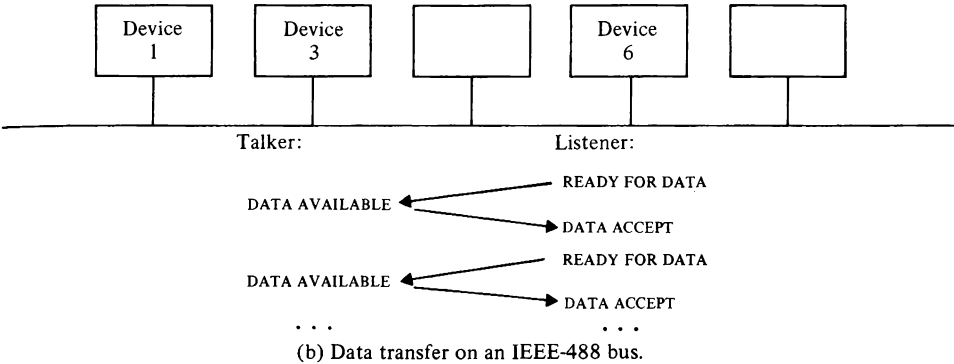 Device
1
Device
3
Device
6
Talker:
Listener:
READY FOR DATA
DATA AVAILABLE
DATA ACCEPT
READY FOR DATA
DATA AVAILABLE
DATA ACCEPT
. . .
. . .
(b) Data transfer on an IEEE-488 bus.